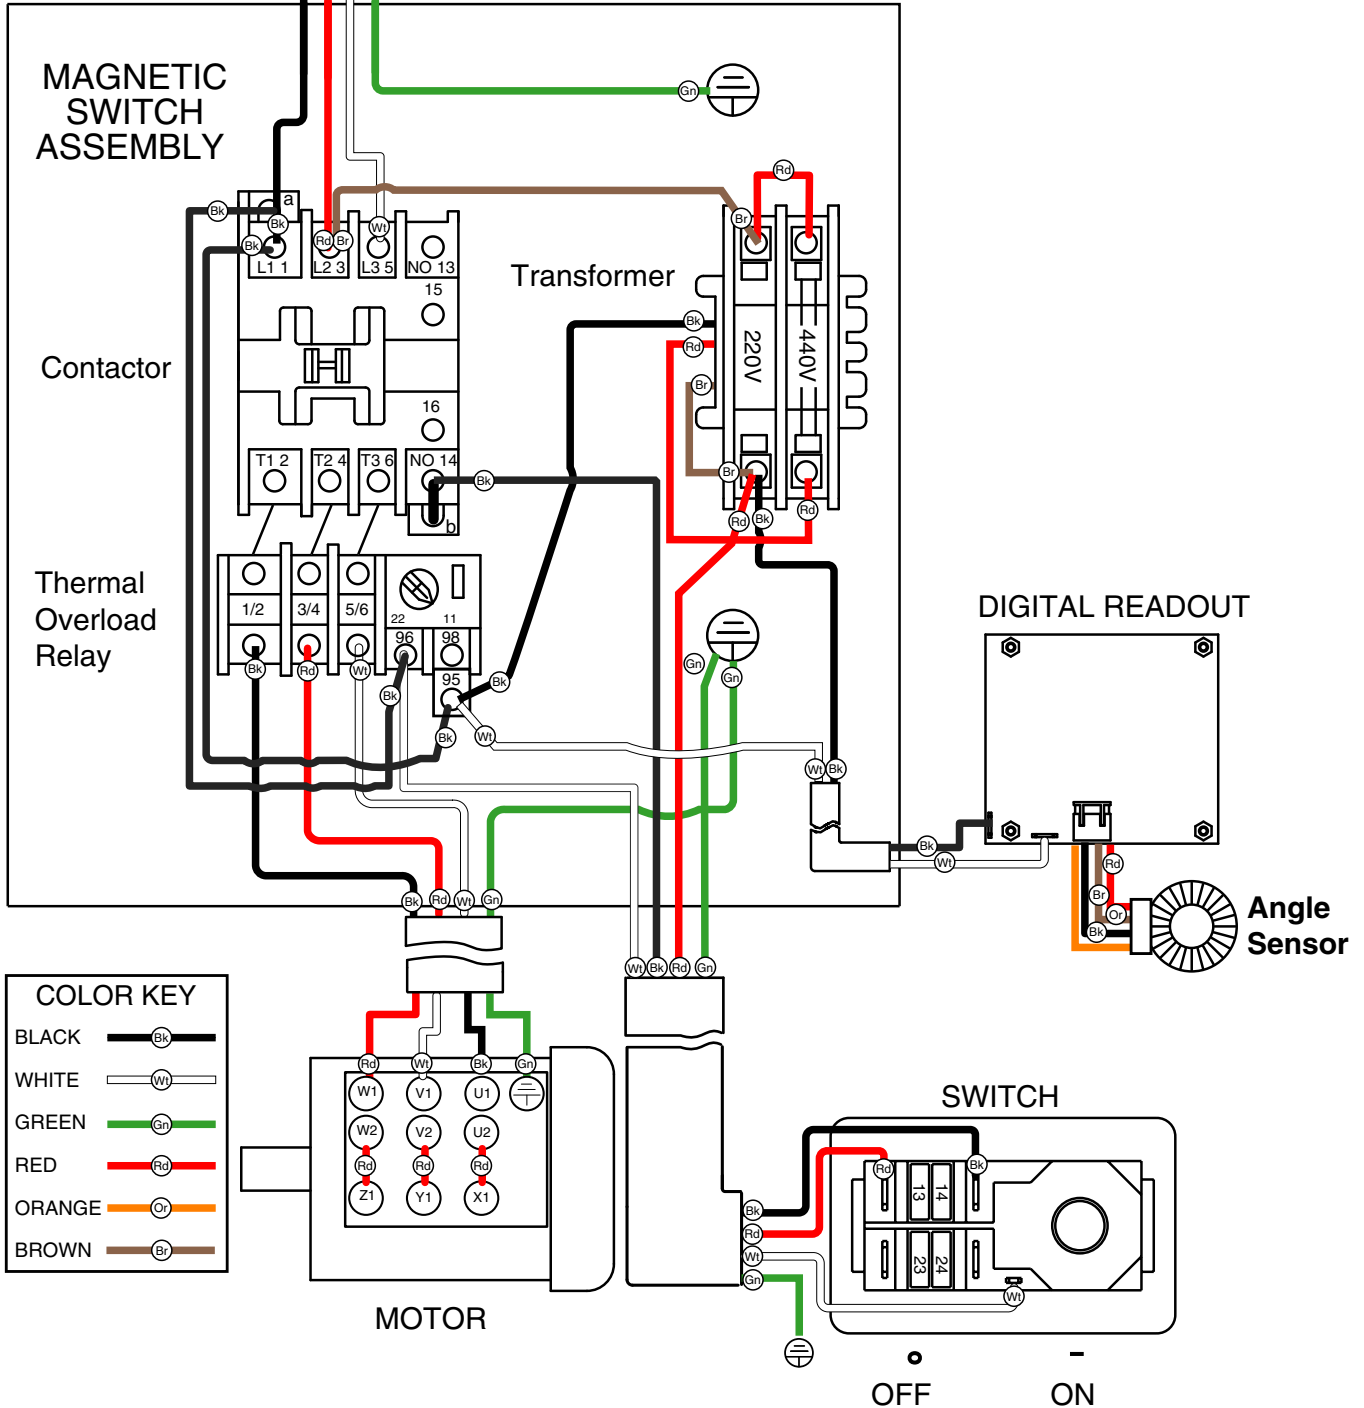 MAGNETIC
SWITCH
ASSEMBLY
Gn
Rd
a
Bk
Bk
Bk
Rd
Br
Wt
Br
L1 1
L2 3
L3 5
NO 13
15
Transformer
Bk
Rd
220V
440V
Contactor
Br
16
T1 2
T2 4
T3 6
NO 14
Bk
Br
b
Rd
Bk
Rd
Thermal
Overload
Relay
1/2
3/4
5/6
22
11
96
98
95
Bk
Rd
Wt
Bk
Bk
Bk
Wt
Gn
Gn
Wt
Bk
DIGITAL READOUT
Bk
Wt
Rd
Br
Or
Bk
Angle
Sensor
Bk
Rd
Wt
Gn
Wt
Bk
Rd
Gn
COLOR KEY
BLACK
Bk
WHITE
Wt
GREEN
Gn
RED
Rd
ORANGE
Or
BROWN
Br
Rd
Wt
Bk
Gn
W1
V1
U1
W2
V2
U2
Rd
Rd
Rd
Z1
Y1
X1
MOTOR
SWITCH
Rd
Bk
13
14
23
24
Bk
Rd
Wt
Gn
Wt
OFF
ON